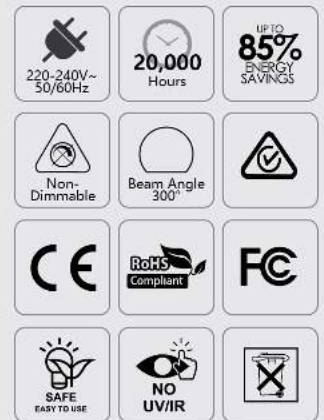 220-240V~
50/60Hz
20,000
Hours
UP TO
85%
ENERGY
SAVINGS
Non-
Dimmable
Beam Angle
300°
CE
RoHS
Compliant
FC
SAFE
EASY TO USE
NO
UV/IR